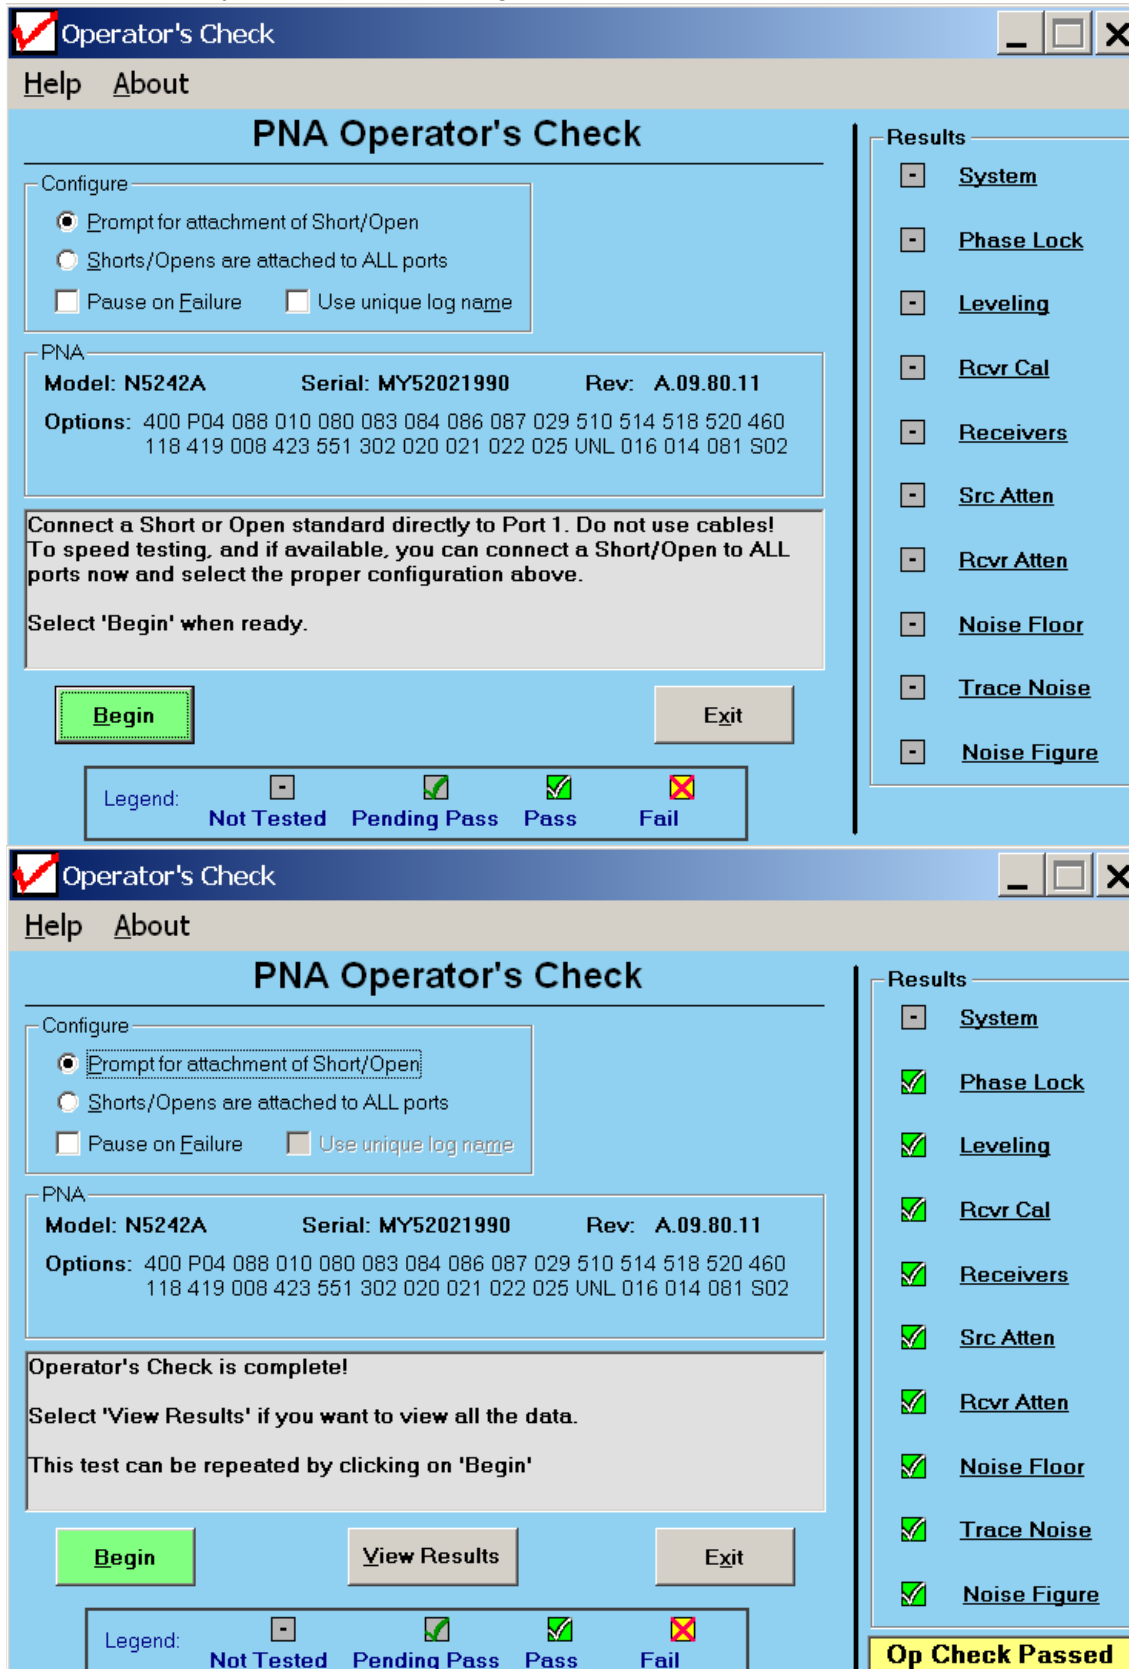 Operator's Check
Help About
PNA Operator's Check
Configure
Prompt for attachment of Short/Open
Shorts/Opens are attached to ALL ports
Pause on Failure Use unique log name
PNA
Model: N5242A Serial: MY52021990 Rev: A.09.80.11
Options: 400 P04 088 010 080 083 084 086 087 029 510 514 518 520 460
118 419 008 423 551 302 020 021 022 025 UNL 016 014 081 S02
Connect a Short or Open standard directly to Port 1. Do not use cables!
To speed testing, and if available, you can connect a Short/Open to ALL
ports now and select the proper configuration above.
Select 'Begin' when ready.
Begin Exit
Legend:
Not Tested Pending Pass Pass Fail
Results
System
Phase Lock
Leveling
Rcvr Cal
Receivers
Src Atten
Rcvr Atten
Noise Floor
Trace Noise
Noise Figure
Operator's Check
Help About
PNA Operator's Check
Configure
Prompt for attachment of Short/Open
Shorts/Opens are attached to ALL ports
Pause on Failure Use unique log name
PNA
Model: N5242A Serial: MY52021990 Rev: A.09.80.11
Options: 400 P04 088 010 080 083 084 086 087 029 510 514 518 520 460
118 419 008 423 551 302 020 021 022 025 UNL 016 014 081 S02
Operator's Check is complete!
Select 'View Results' if you want to view all the data.
This test can be repeated by clicking on 'Begin'
Begin View Results Exit
Legend:
Not Tested Pending Pass Pass Fail
Results
System
Phase Lock
Leveling
Rcvr Cal
Receivers
Src Atten
Rcvr Atten
Noise Floor
Trace Noise
Noise Figure
Op Check Passed